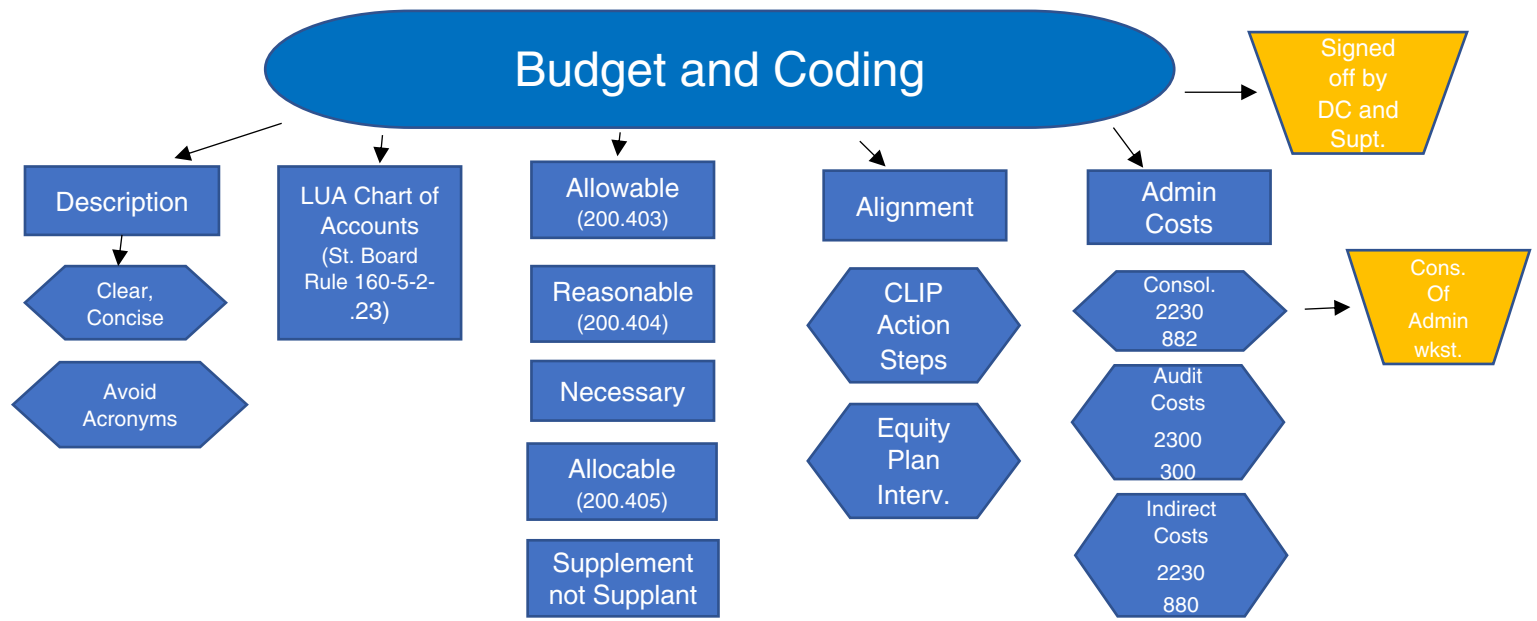 Budget and Coding
Signed
off by
DC and
Supt.
Description
Clear,
Concise
Avoid
Acronyms
LUA Chart of
Accounts
(St. Board
Rule 160-5-2-
.23)
Allowable
(200.403)
Reasonable
(200.404)
Necessary
Allocable
(200.405)
Supplement
not Supplant
Alignment
CLIP
Action
Steps
Equity
Plan
Interv.
Admin
Costs
Consol.
2230
882
Cons.
Of
Admin
wkst.
Audit
Costs
2300
300
Indirect
Costs
2230
880